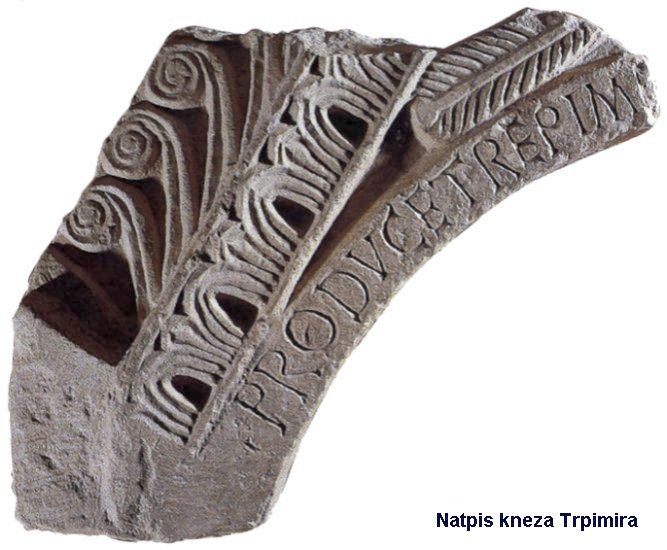 PRODVCETREPIM
Natpis kneza Trpimira